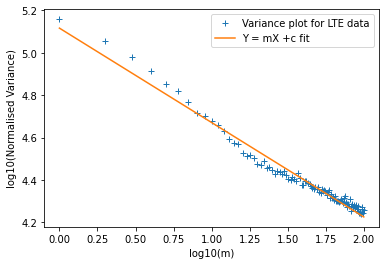 5.2
5.0
4.8
4.6
4.4
4.2
log10(Normalised Variance)
Variance plot for LTE data
Y = mX +c fit
0.00 0.25 0.50 0.75 1.00 1.25 1.50 1.75 2.00
log10(m)